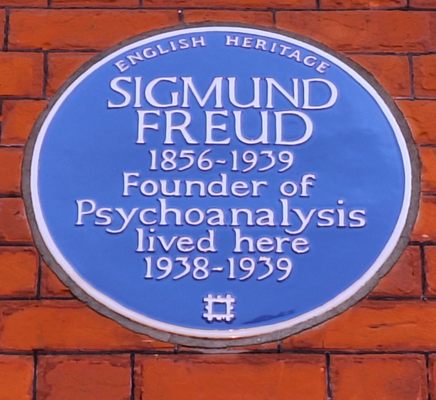 ENGLISH HERITAGE
SIGMUND
FREUD
1856-1939
Founder of
Psychoanalysis
lived here
1938-1939